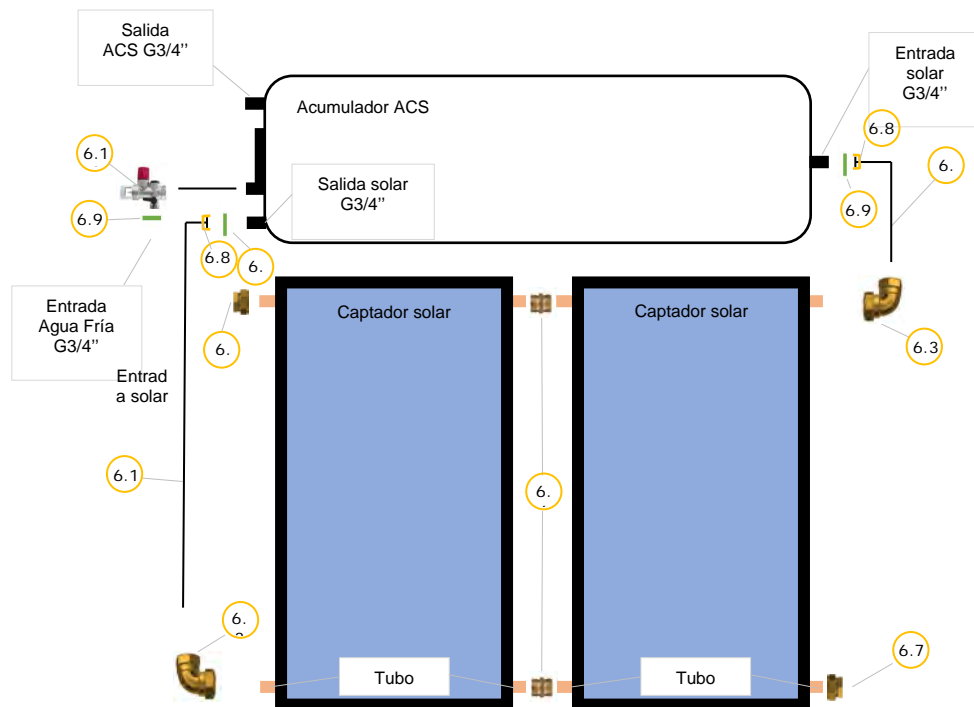 Salida
ACS G3/4''
Entrada
solar
G3/4''
Acumulador ACS
6.8
6.1
6.
Salida solar
G3/4''
6.9
6.9
6.8
6.
Entrada
Agua Fría
G3/4''
Captador solar
Captador solar
6.
6.3
Entrad
a solar
6.1
6.
6.
6.7
Tubo
Tubo